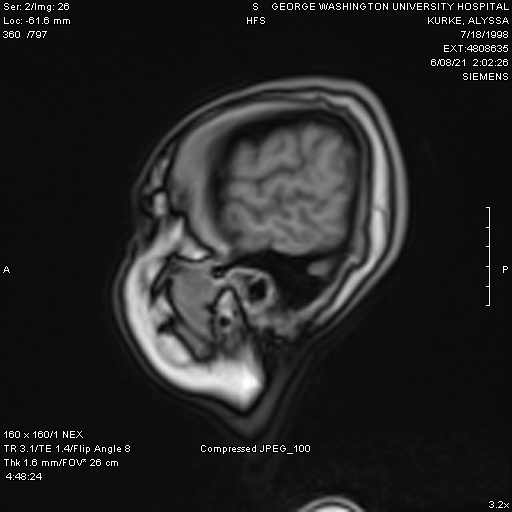 Ser: 2/Img: 26
Loc: -61.6 mm
360 /797
S GEORGE WASHINGTON UNIVERSITY HOSPITAL
HFS KURKE, ALYSSA
7/18/1998
EXT:4808635
6/08/21 2:02:26
SIEMENS
A
P
160 x 160/1 NEX
TR 3.1/TE 1.4/Flip Angle 8
Thk 1.6 mm/FOV* 26 cm
4:48:24
Compressed JPEG_100
3.2x